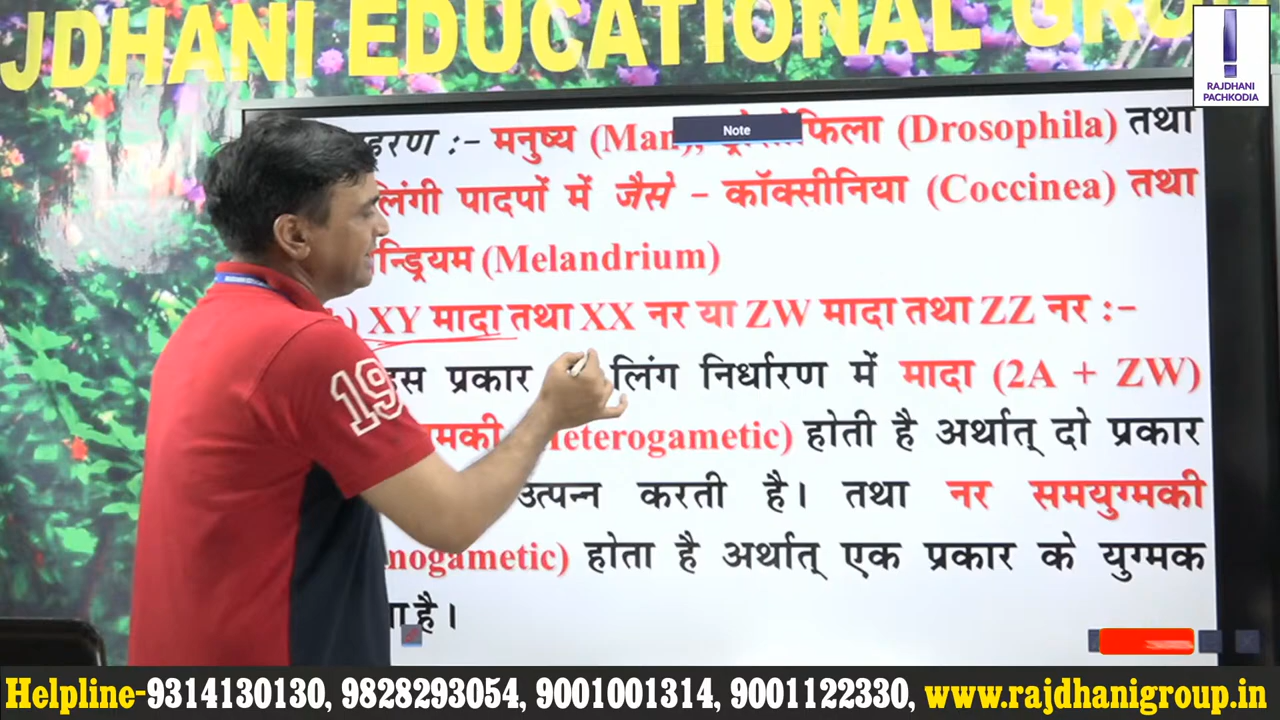 JDHANI EDUCATIONAL GRO
RAJDHANI
PACHKODIA
Note
हरण :- मनुष्य (Man), फिला (Drosophila) तथा
लिंगी पादपों में जैसे - कॉक्सीनिया (Coccinea) तथा
न्ड्रियम (Melandrium)
XY मादा तथा XX नर या ZW मादा तथा ZZ नर :-
प्रकार लिंग निर्धारण में मादा (2A + ZW)
मकी eterogametic) होती है अर्थात् दो प्रकार
उत्पन्न करती है। तथा नर समयुग्मकी
mogametic) होता है अर्थात् एक प्रकार के युग्मक
है।
19
Helpline-9314130130, 9828293054, 9001001314, 9001122330, www.rajdhanigroup.in